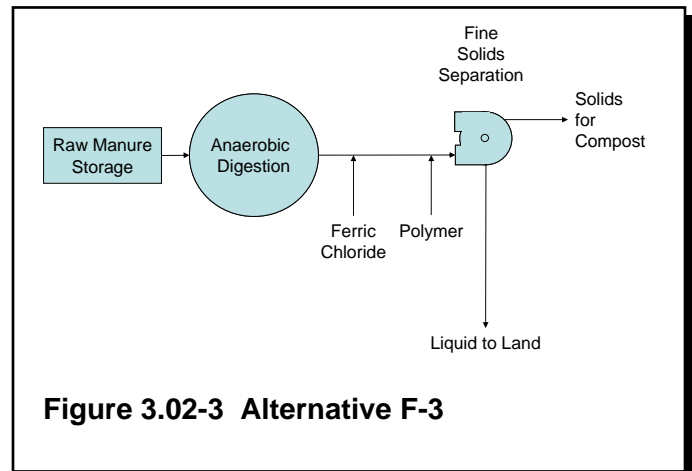 Fine
Solids
Separation
Solids
for
Compost
Raw Manure
Storage
Anaerobic
Digestion
Ferric
Chloride
Polymer
Liquid to Land
Figure 3.02-3 Alternative F-3